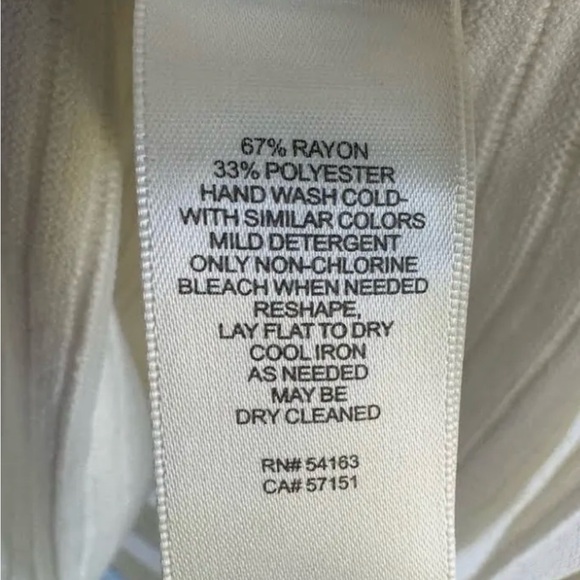 67% RAYON
33% POLYESTER
HAND WASH COLD-
WITH SIMILAR COLORS
MILD DETERGENT
ONLY NON-CHLORINE
BLEACH WHEN NEEDED
RESHAPE,
LAY FLAT TO DRY
COOL IRON
AS NEEDED
MAY BE
DRY CLEANED
RN# 54163
CA# 57151